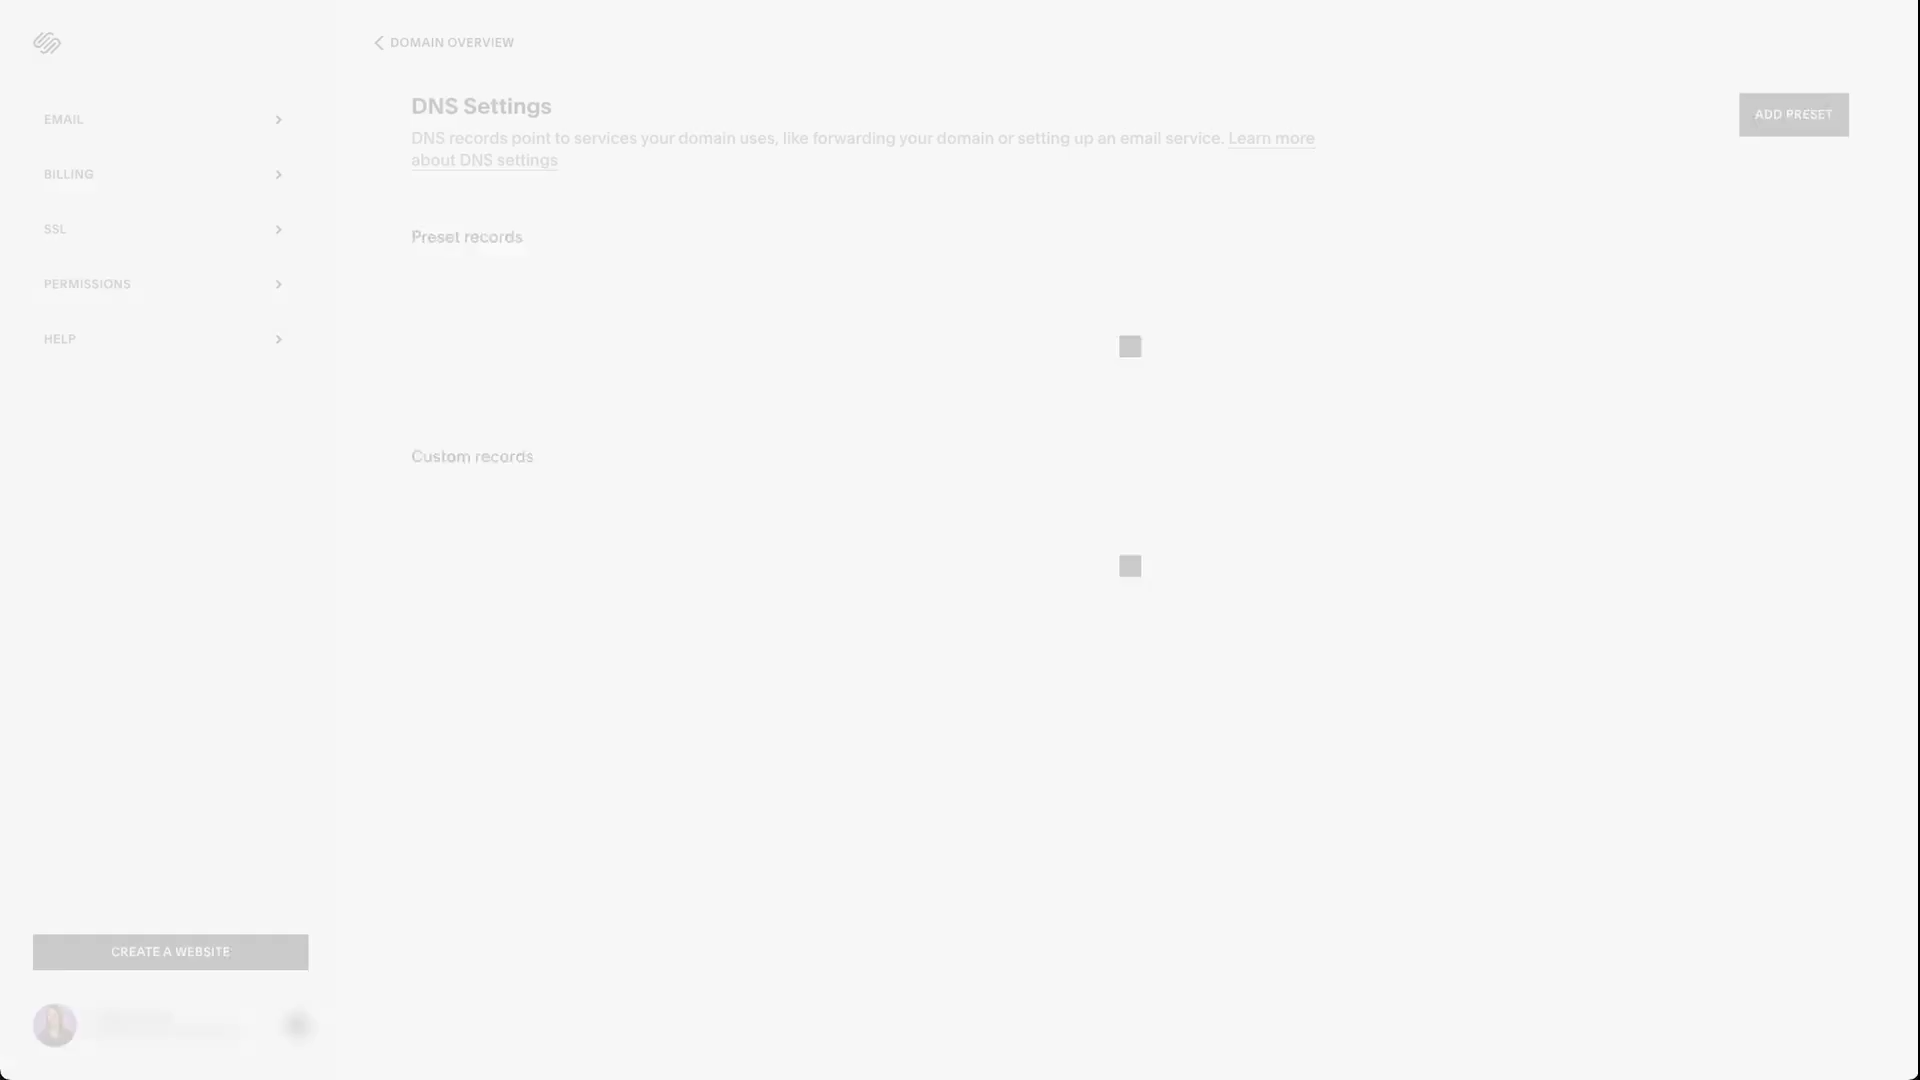 DOMAIN OVERVIEW
EMAIL
BILLING
SSL
PERMISSIONS
HELP
DNS Settings
DNS records point to services your domain uses, like forwarding your domain or setting up an email service. Learn more
about DNS settings
ADD PRESET
Preset records
Custom records
CREATE A WEBSITE